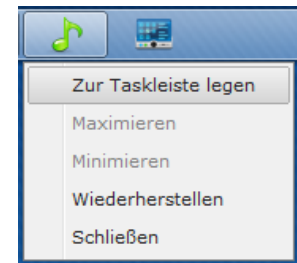 Zur Taskleiste legen
Maximieren
Minimieren
Wiederherstellen
Schließen